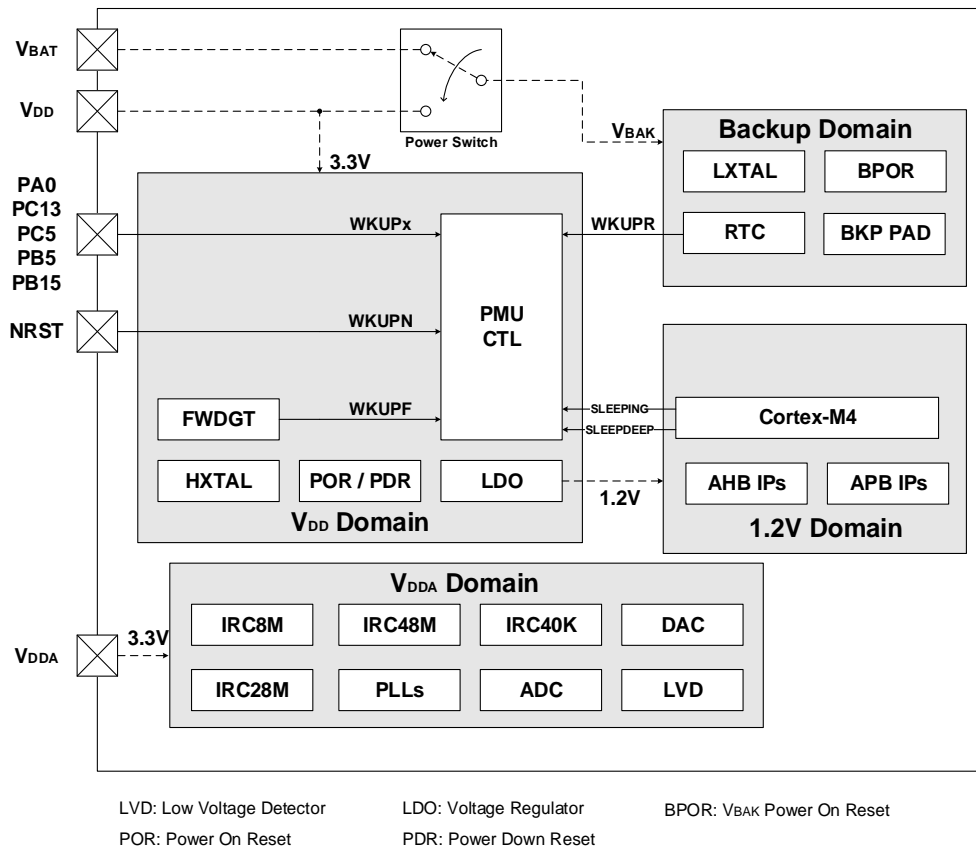 VBAT
VDD
Power Switch
3.3V
VBAK
Backup Domain
LXTAL
BPOR
RTC
BKP PAD
PA0
PC13
PC5
PB5
PB15
WKUPx
WKUPR
PMU
CTL
NRST
WKUPN
FWDGT
WKUPF
SLEEPING
SLEEPDEEP
Cortex-M4
HXTAL
POR / PDR
LDO
1.2V
AHB IPs
APB IPs
VDD Domain
1.2V Domain
VDDA Domain
VDDA
3.3V
IRC8M
IRC48M
IRC40K
DAC
IRC28M
PLLs
ADC
LVD
LVD: Low Voltage Detector
LDO: Voltage Regulator
BPOR: VBAK Power On Reset
POR: Power On Reset
PDR: Power Down Reset